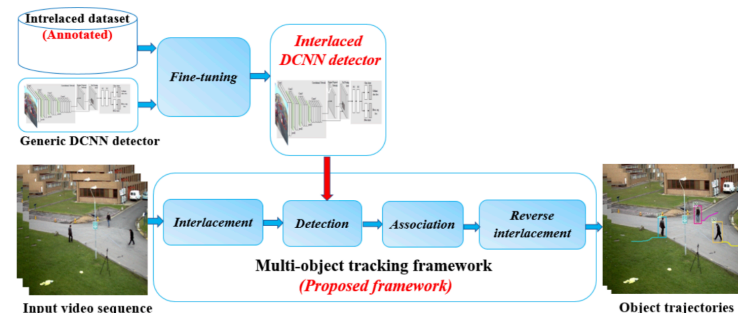 Intrelaced dataset
(Annotated)
Generic DCNN detector
Fine-tuning
Interlaced
DCNN detector
Input video sequence
Interlacement
Detection
Association
Reverse
interlacement
Multi-object tracking framework
(Proposed framework)
Object trajectories